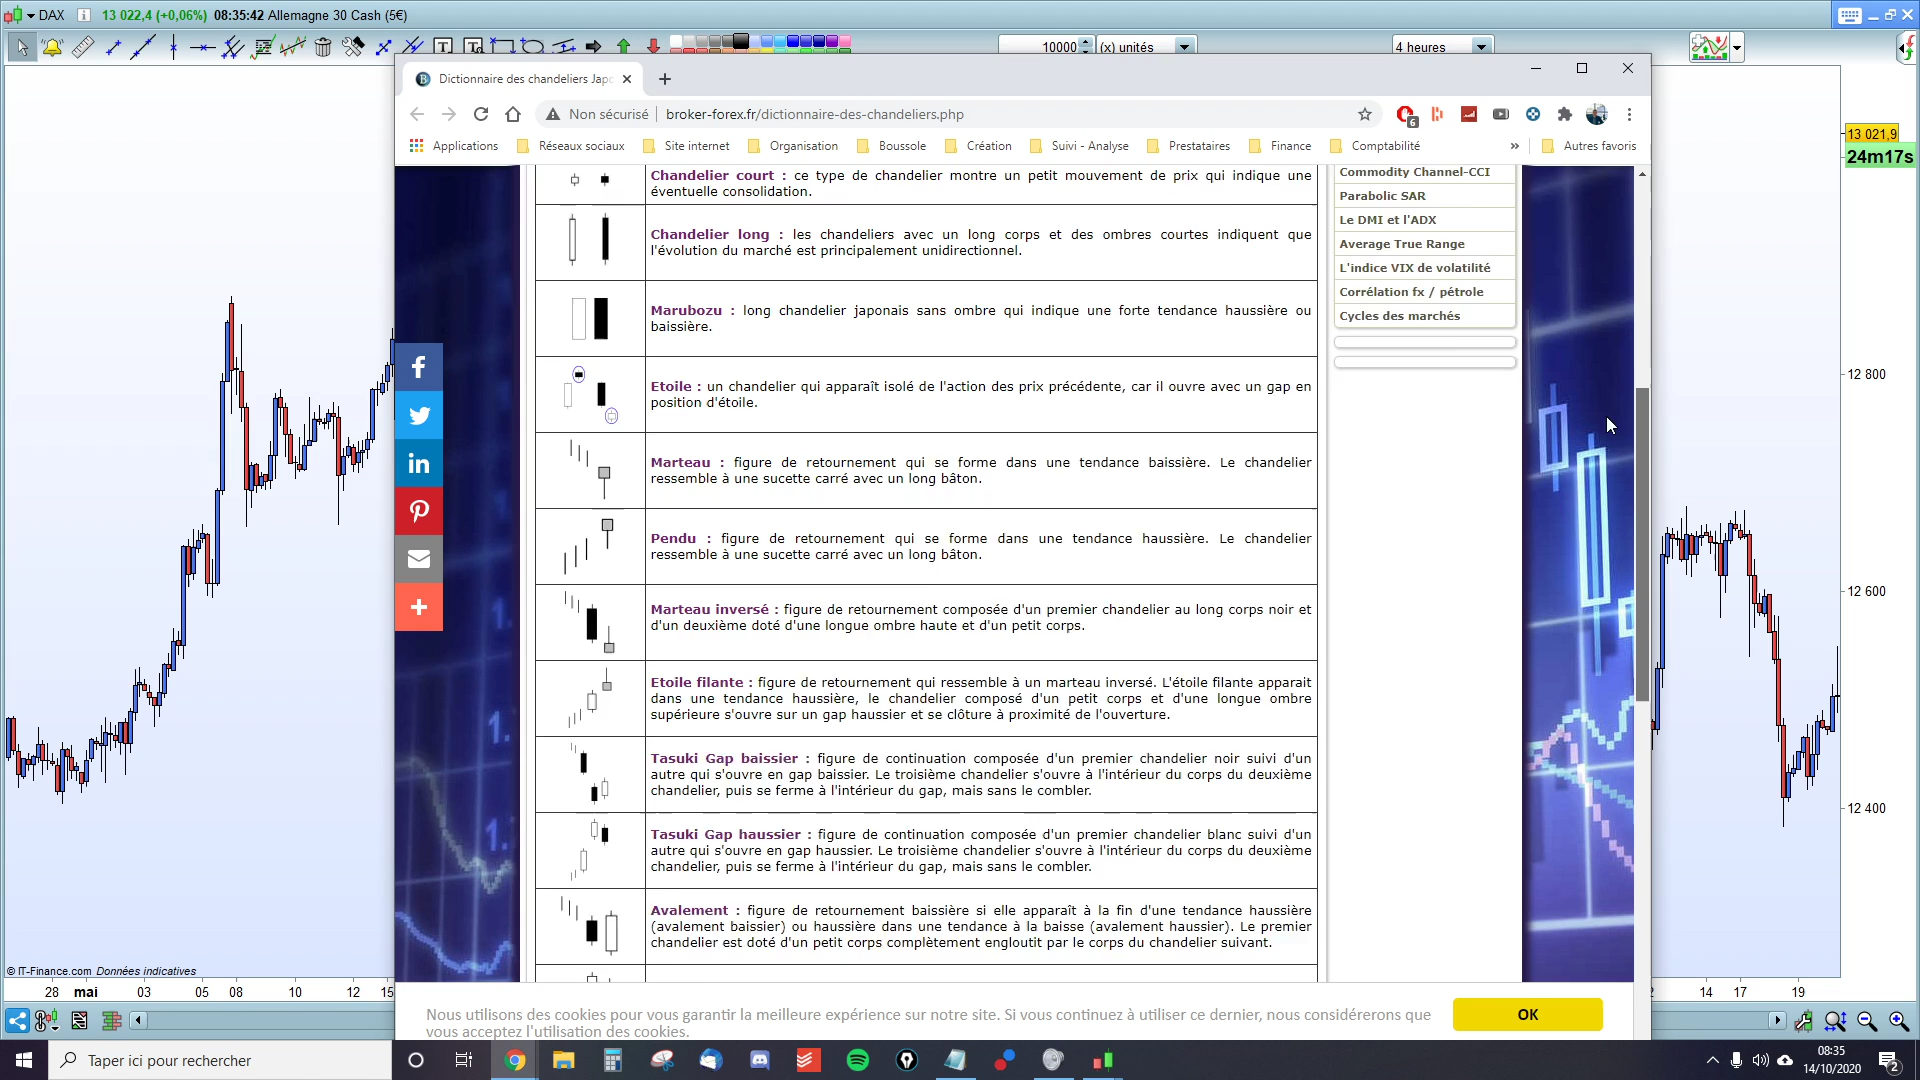 DAX 13 022,4 (+0,06%) 08:35:42 Allemagne 30 Cash (5€)
10000 (x) unités 4 heures
Dictionnaire des chandeliers Japo
Non sécurisé broker-forex.fr/dictionnaire-des-chandeliers.php
6
Applications Réseaux sociaux Site internet Organisation Boussole Création Suivi - Analyse Prestataires Finance Comptabilité » Autres favoris
13 021,9
24m17s
Chandelier court : ce type de chandelier montre un petit mouvement de prix qui indique une
éventuelle consolidation.
Chandelier long : les chandeliers avec un long corps et des ombres courtes indiquent que
l'évolution du marché est principalement unidirectionnel.
Marubozu : long chandelier japonais sans ombre qui indique une forte tendance haussière ou
baissière.
Etoile : un chandelier qui apparaît isolé de l'action des prix précédente, car il ouvre avec un gap en
position d'étoile.
Marteau : figure de retournement qui se forme dans une tendance baissière. Le chandelier
ressemble à une sucette carré avec un long bâton.
Pendu : figure de retournement qui se forme dans une tendance haussière. Le chandelier
ressemble à une sucette carré avec un long bâton.
Marteau inversé : figure de retournement composée d'un premier chandelier au long corps noir et
d'un deuxième doté d'une longue ombre haute et d'un petit corps.
Etoile filante : figure de retournement qui ressemble à un marteau inversé. L'étoile filante apparait
dans une tendance haussière, le chandelier composé d'un petit corps et d'une longue ombre
supérieure s'ouvre sur un gap haussier et se clôture à proximité de l'ouverture.
Tasuki Gap baissier : figure de continuation composée d'un premier chandelier noir suivi d'un
autre qui s'ouvre en gap baissier. Le troisième chandelier s'ouvre à l'intérieur du corps du deuxième
chandelier, puis se ferme à l'intérieur du gap, mais sans le combler.
Tasuki Gap haussier : figure de continuation composée d'un premier chandelier blanc suivi d'un
autre qui s'ouvre en gap haussier. Le troisième chandelier s'ouvre à l'intérieur du corps du deuxième
chandelier, puis se ferme à l'intérieur du gap, mais sans le combler.
Avalement : figure de retournement baissière si elle apparaît à la fin d'une tendance haussière
(avalement baissier) ou haussière dans une tendance à la baisse (avalement haussier). Le premier
chandelier est doté d'un petit corps complètement engloutit par le corps du chandelier suivant.
Commodity Channel-CCI
Parabolic SAR
Le DMI et l'ADX
Average True Range
L'indice VIX de volatilité
Corrélation fx / pétrole
Cycles des marchés
12 800
12 600
12 400
© IT-Finance.com Données indicatives
28 mai 03 05 08 10 12 15 14 17 19
Nous utilisons des cookies pour vous garantir la meilleure expérience sur notre site. Si vous continuez à utiliser ce dernier, nous considérerons que
vous acceptez l'utilisation des cookies.
OK
Taper ici pour rechercher
08:35
14/10/2020
2